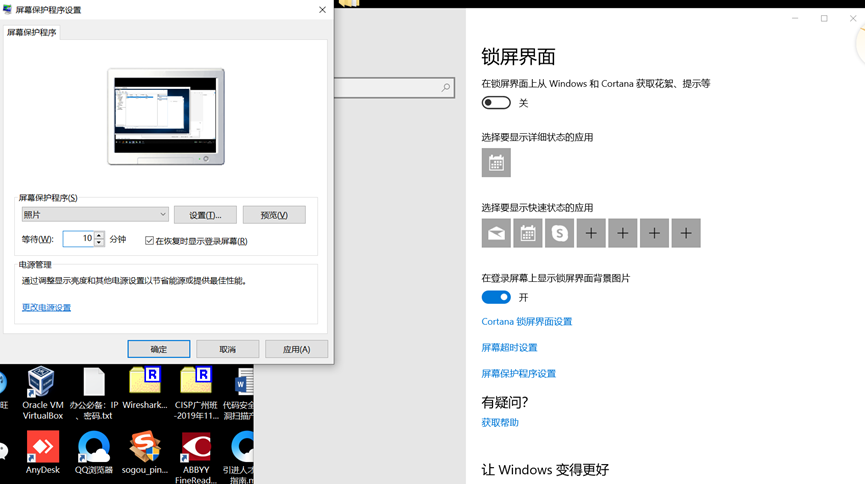 屏幕保护程序设置
屏幕保护程序
屏幕保护程序(S)
照片
设置(T)...
预览(V)
等待(W):
10
分钟
在恢复时显示登录屏幕(R)
电源管理
通过调整显示亮度和其他电源设置以节省能源或提供最佳性能。
更改电源设置
确定
取消
应用(A)
锁屏界面
在锁屏界面上从 Windows 和 Cortana 获取花絮、提示等
关
选择要显示详细状态的应用
选择要显示快速状态的应用
在登录屏幕上显示锁屏界面背景图片
开
Cortana 锁屏界面设置
屏幕超时设置
屏幕保护程序设置
有疑问?
获取帮助
让 Windows 变得更好
旺
Oracle VM
VirtualBox
办公必备：IP
、密码.txt
Wireshark...
CISP广州班
-2019年11...
代码安全
洞扫描产
AnyDesk
QQ浏览器
sogou_pin...
ABBYY
FineRead...
引进人才
指南.m